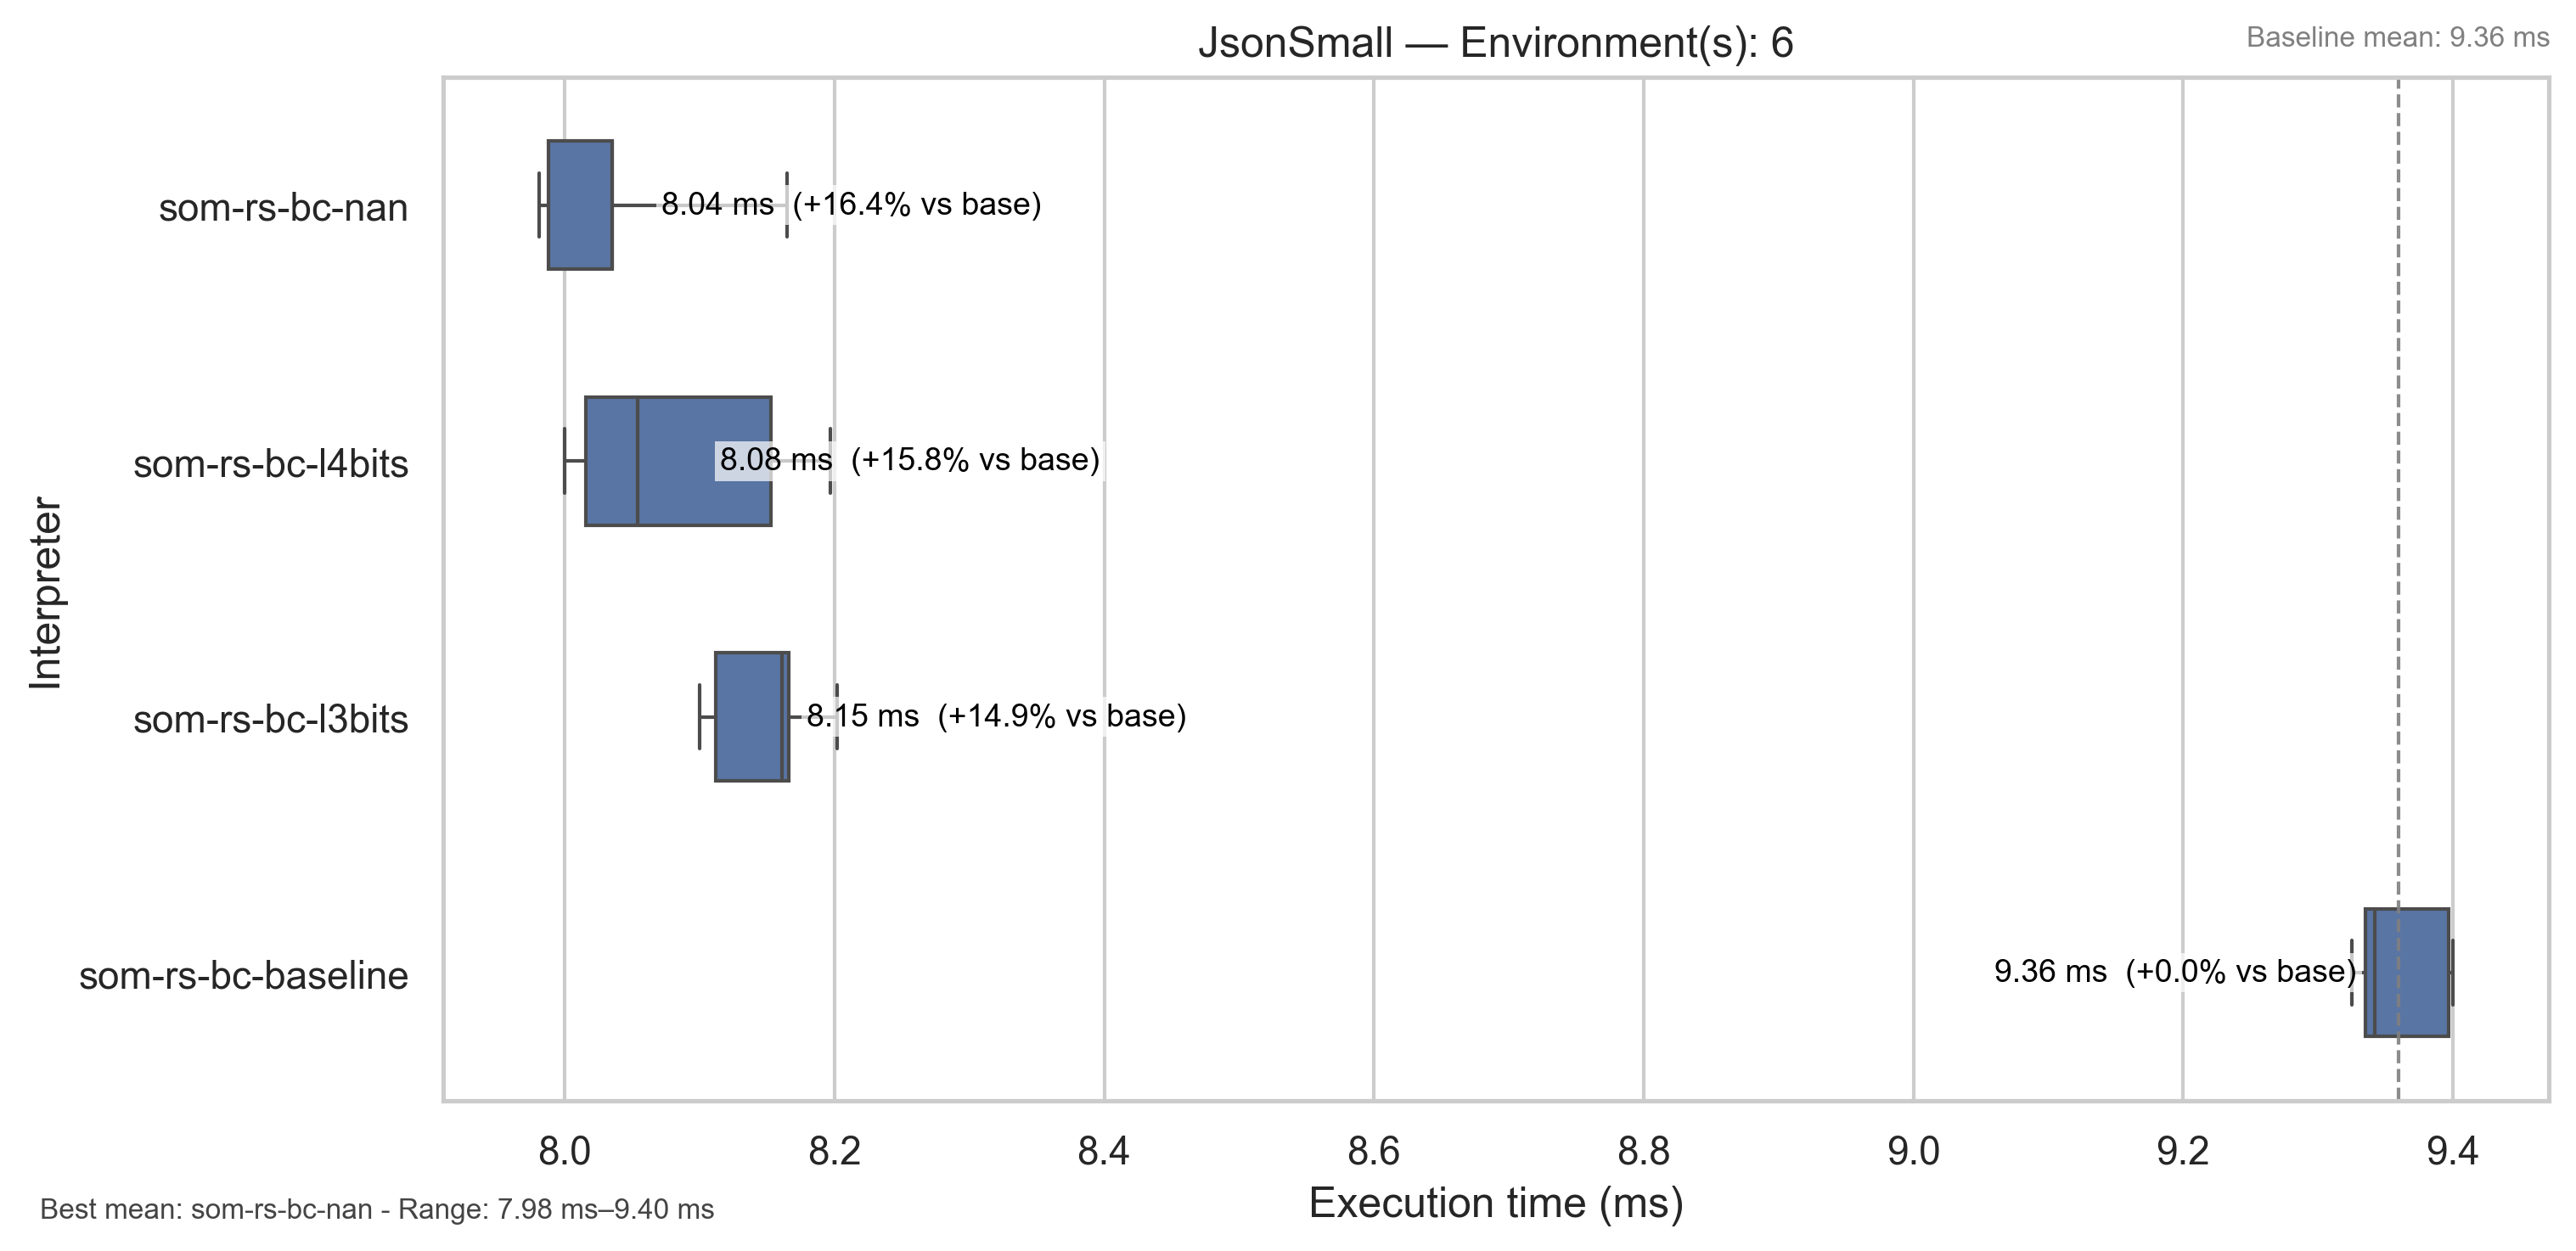 JsonSmall — Environment(s): 6
Baseline mean: 9.36 ms
Interpreter
som-rs-bc-nan
8.04 ms  (+16.4% vs base)
som-rs-bc-l4bits
8.08 ms  (+15.8% vs base)
som-rs-bc-l3bits
8.15 ms  (+14.9% vs base)
som-rs-bc-baseline
9.36 ms  (+0.0% vs base)
8.0 8.2 8.4 8.6 8.8 9.0 9.2 9.4
Execution time (ms)
Best mean: som-rs-bc-nan - Range: 7.98 ms–9.40 ms